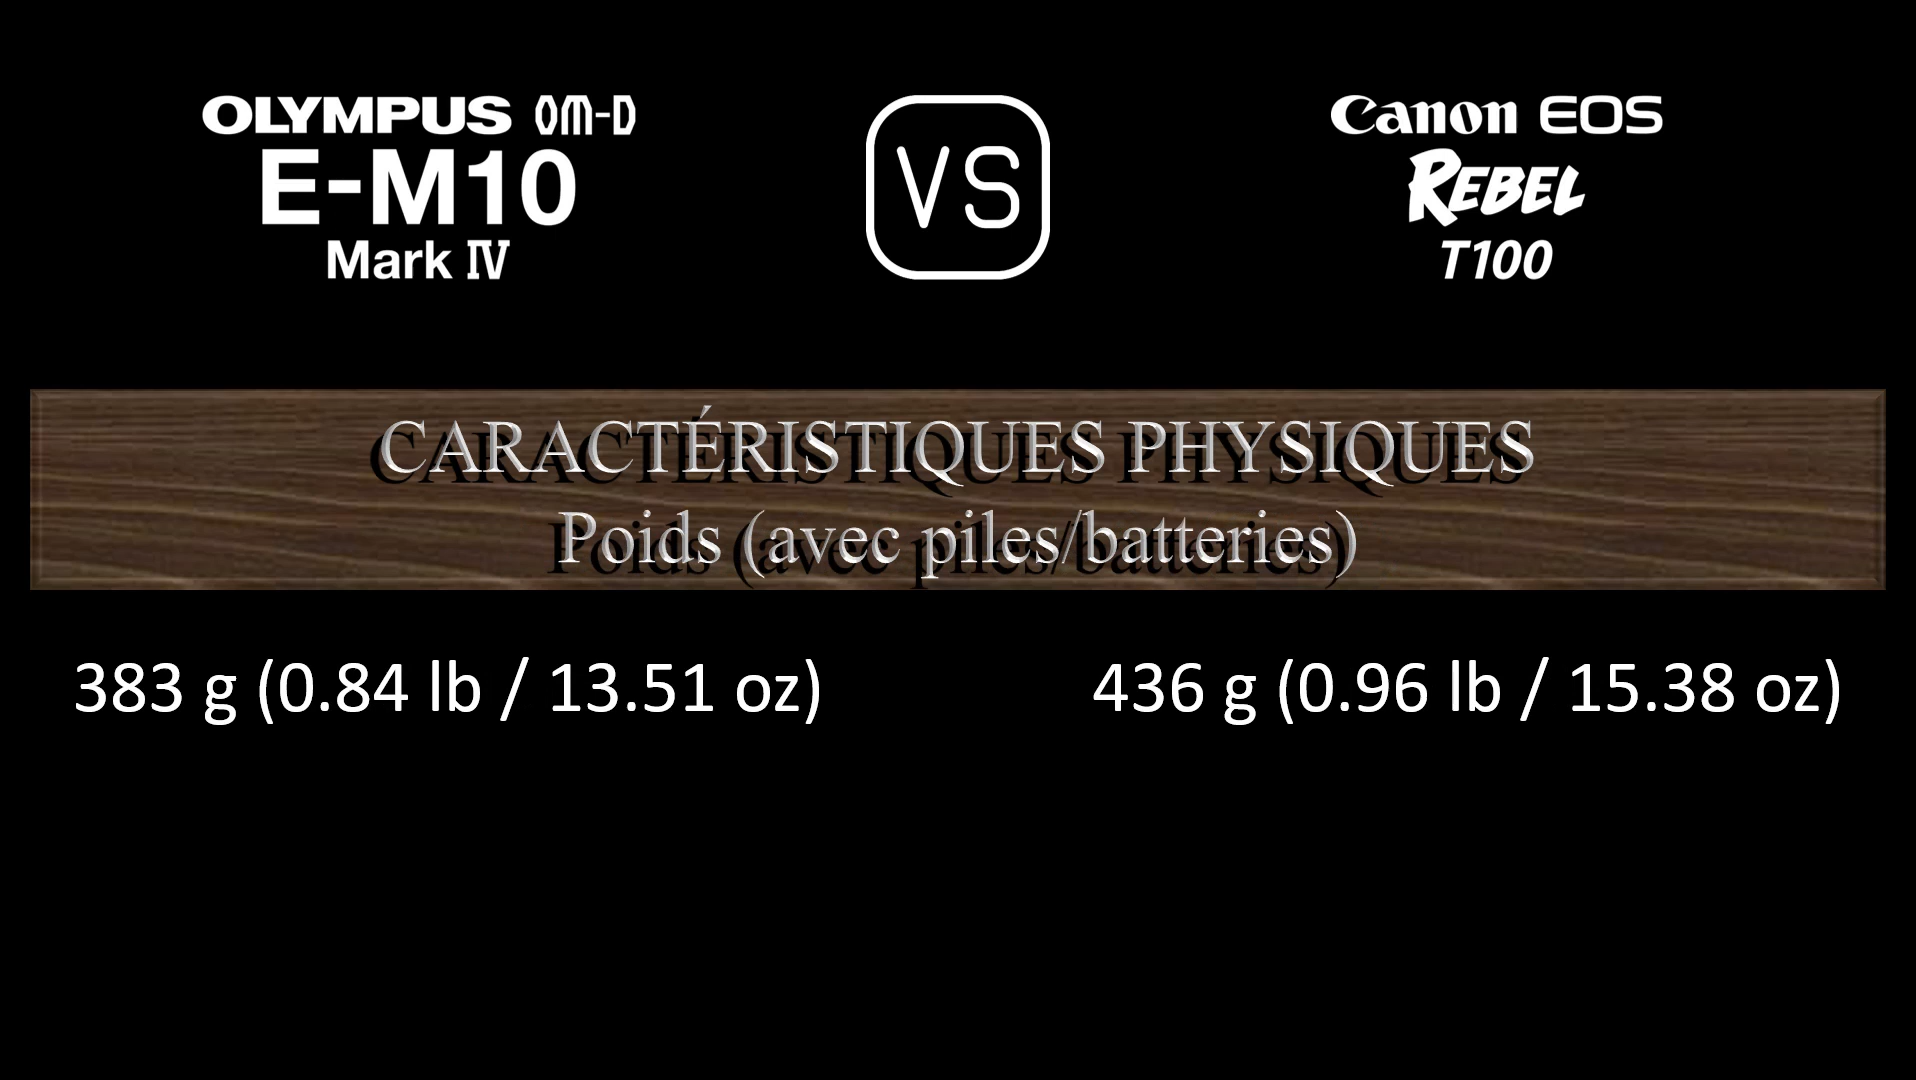 OLYMPUS OM-D
E-M10
Mark IV
VS
Canon EOS
REBEL
T100
CARACTÉRISTIQUES PHYSIQUES
Poids (avec piles/batteries)
383 g (0.84 lb / 13.51 oz)
436 g (0.96 lb / 15.38 oz)